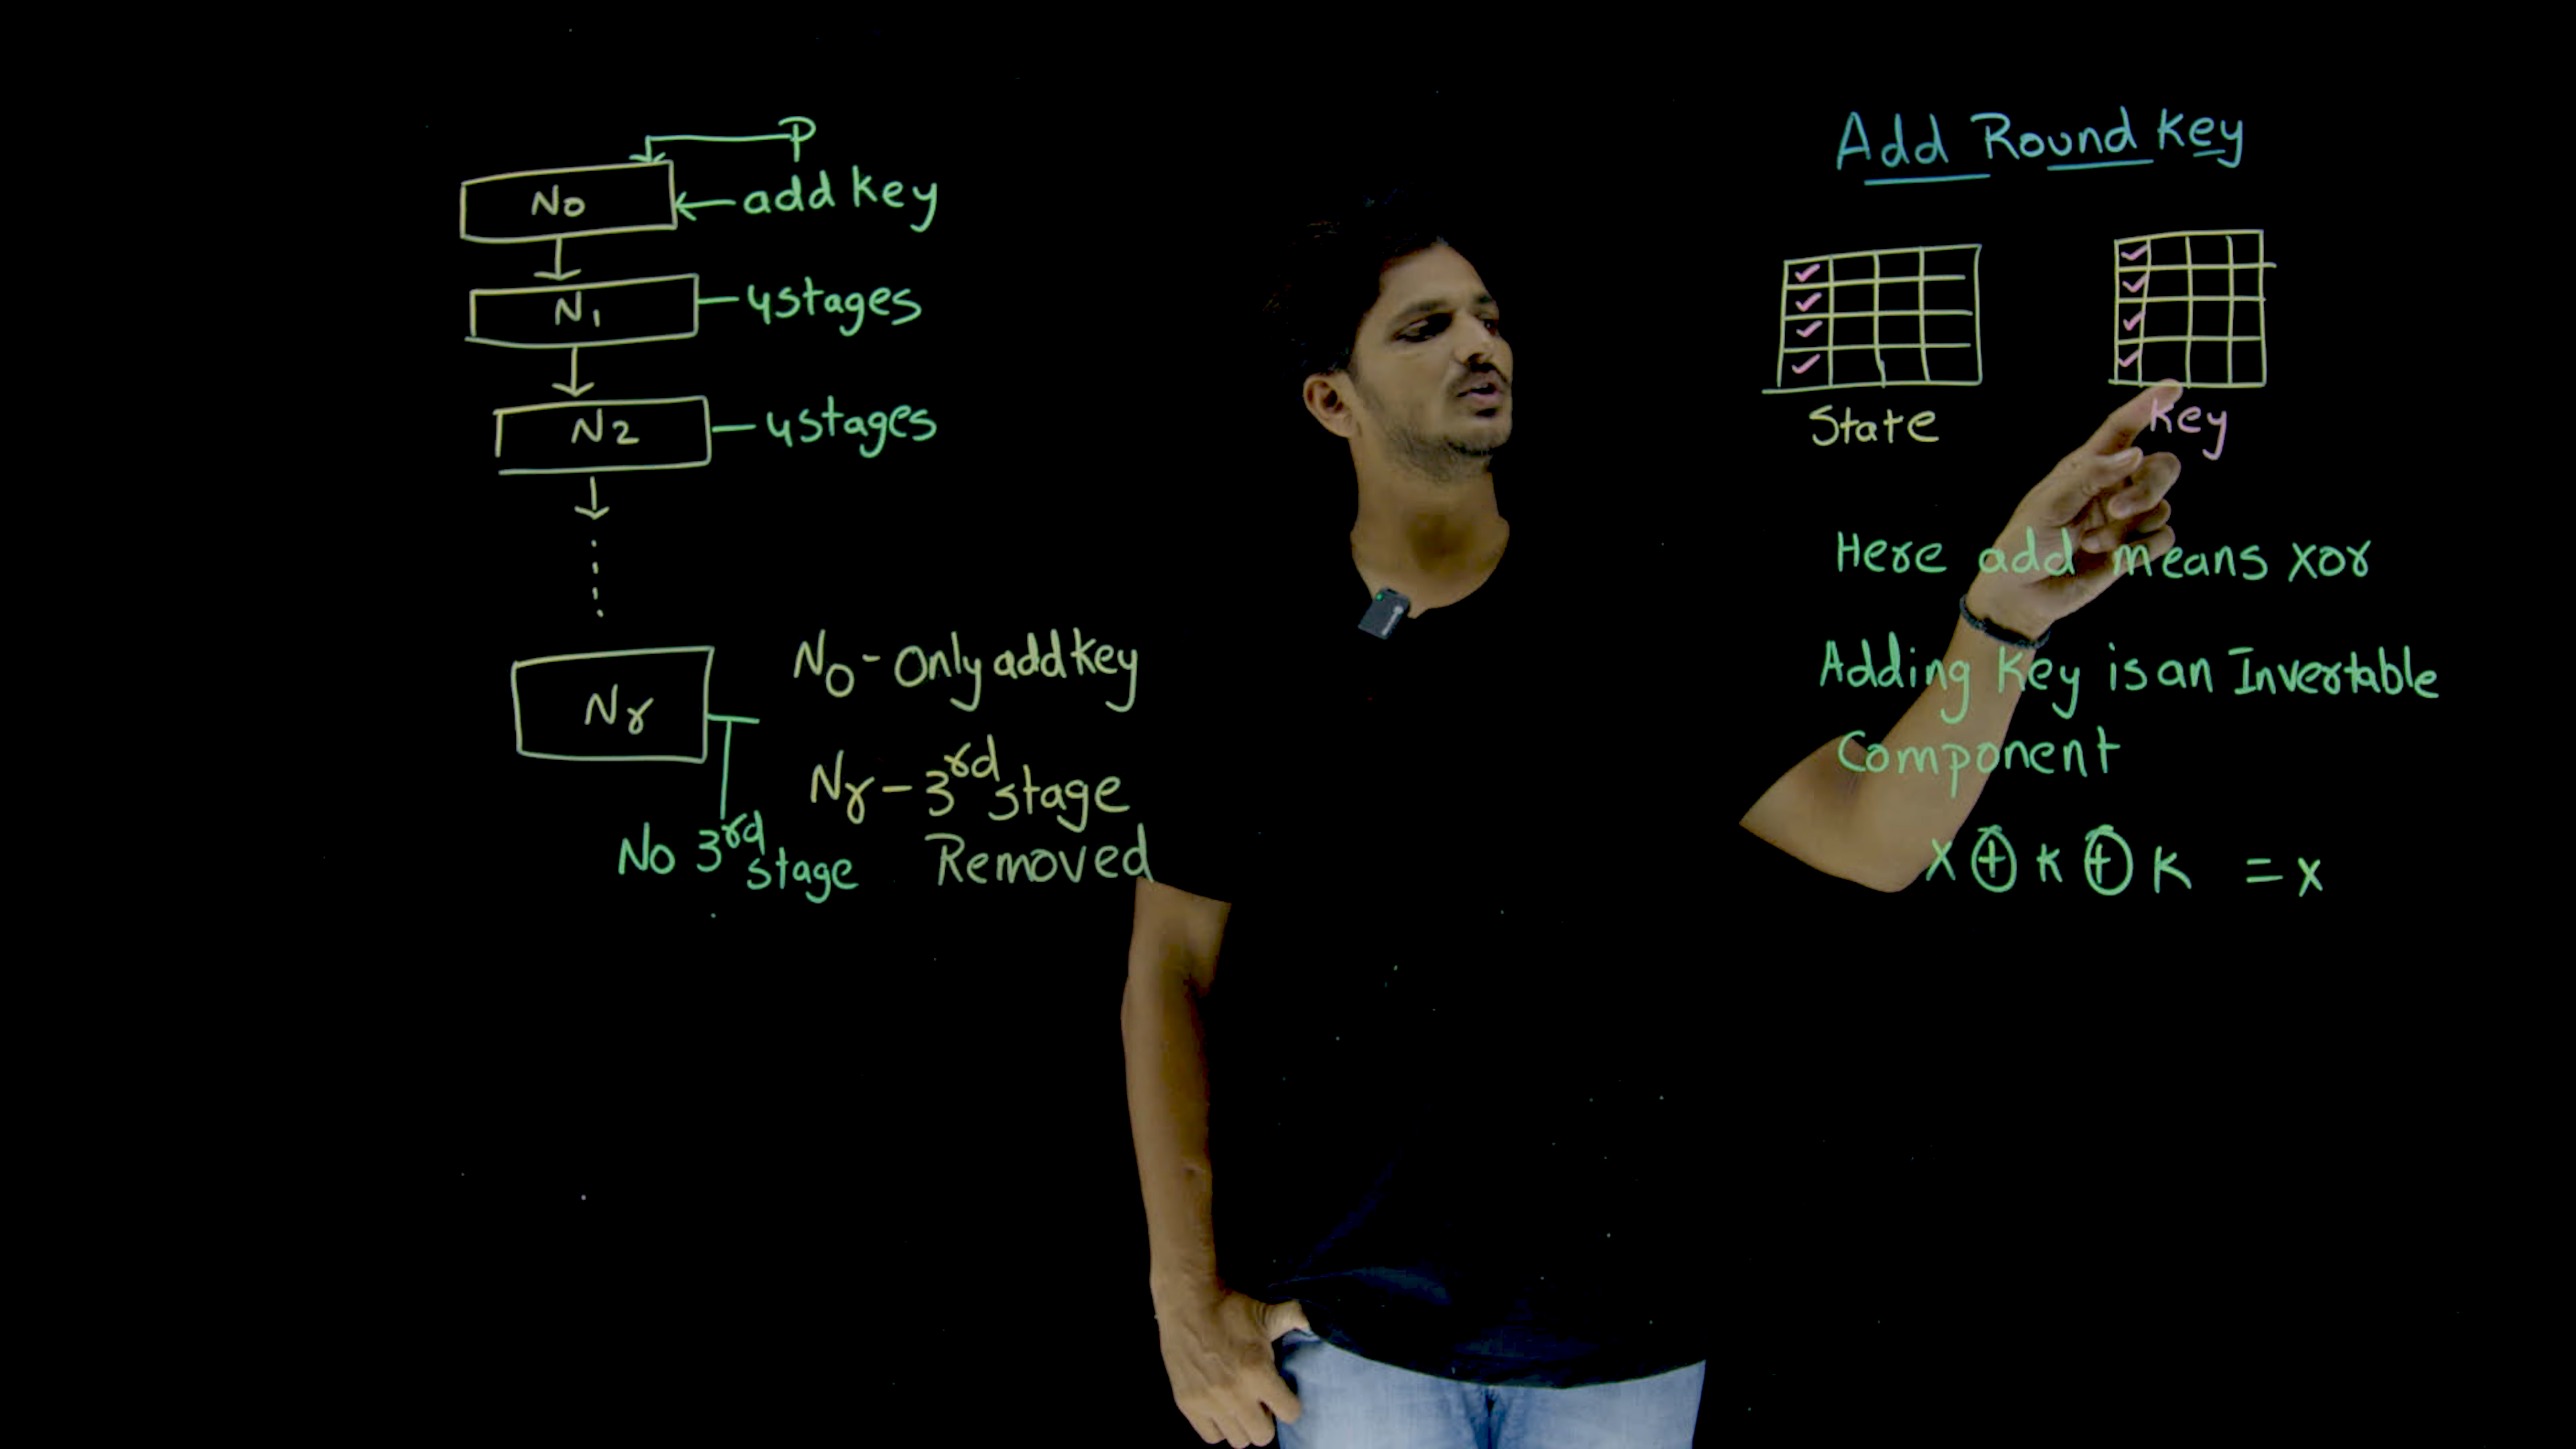 P
N0
add key
N1
4stages
N2
4stages
Nr
No 3rd stage
N0 - Only add key
Nr - 3rd stage
Removed
Add Round Key
State
Key
Here add means xor
Adding Key is an Invertable
Component
x ⊕ k ⊕ k = x